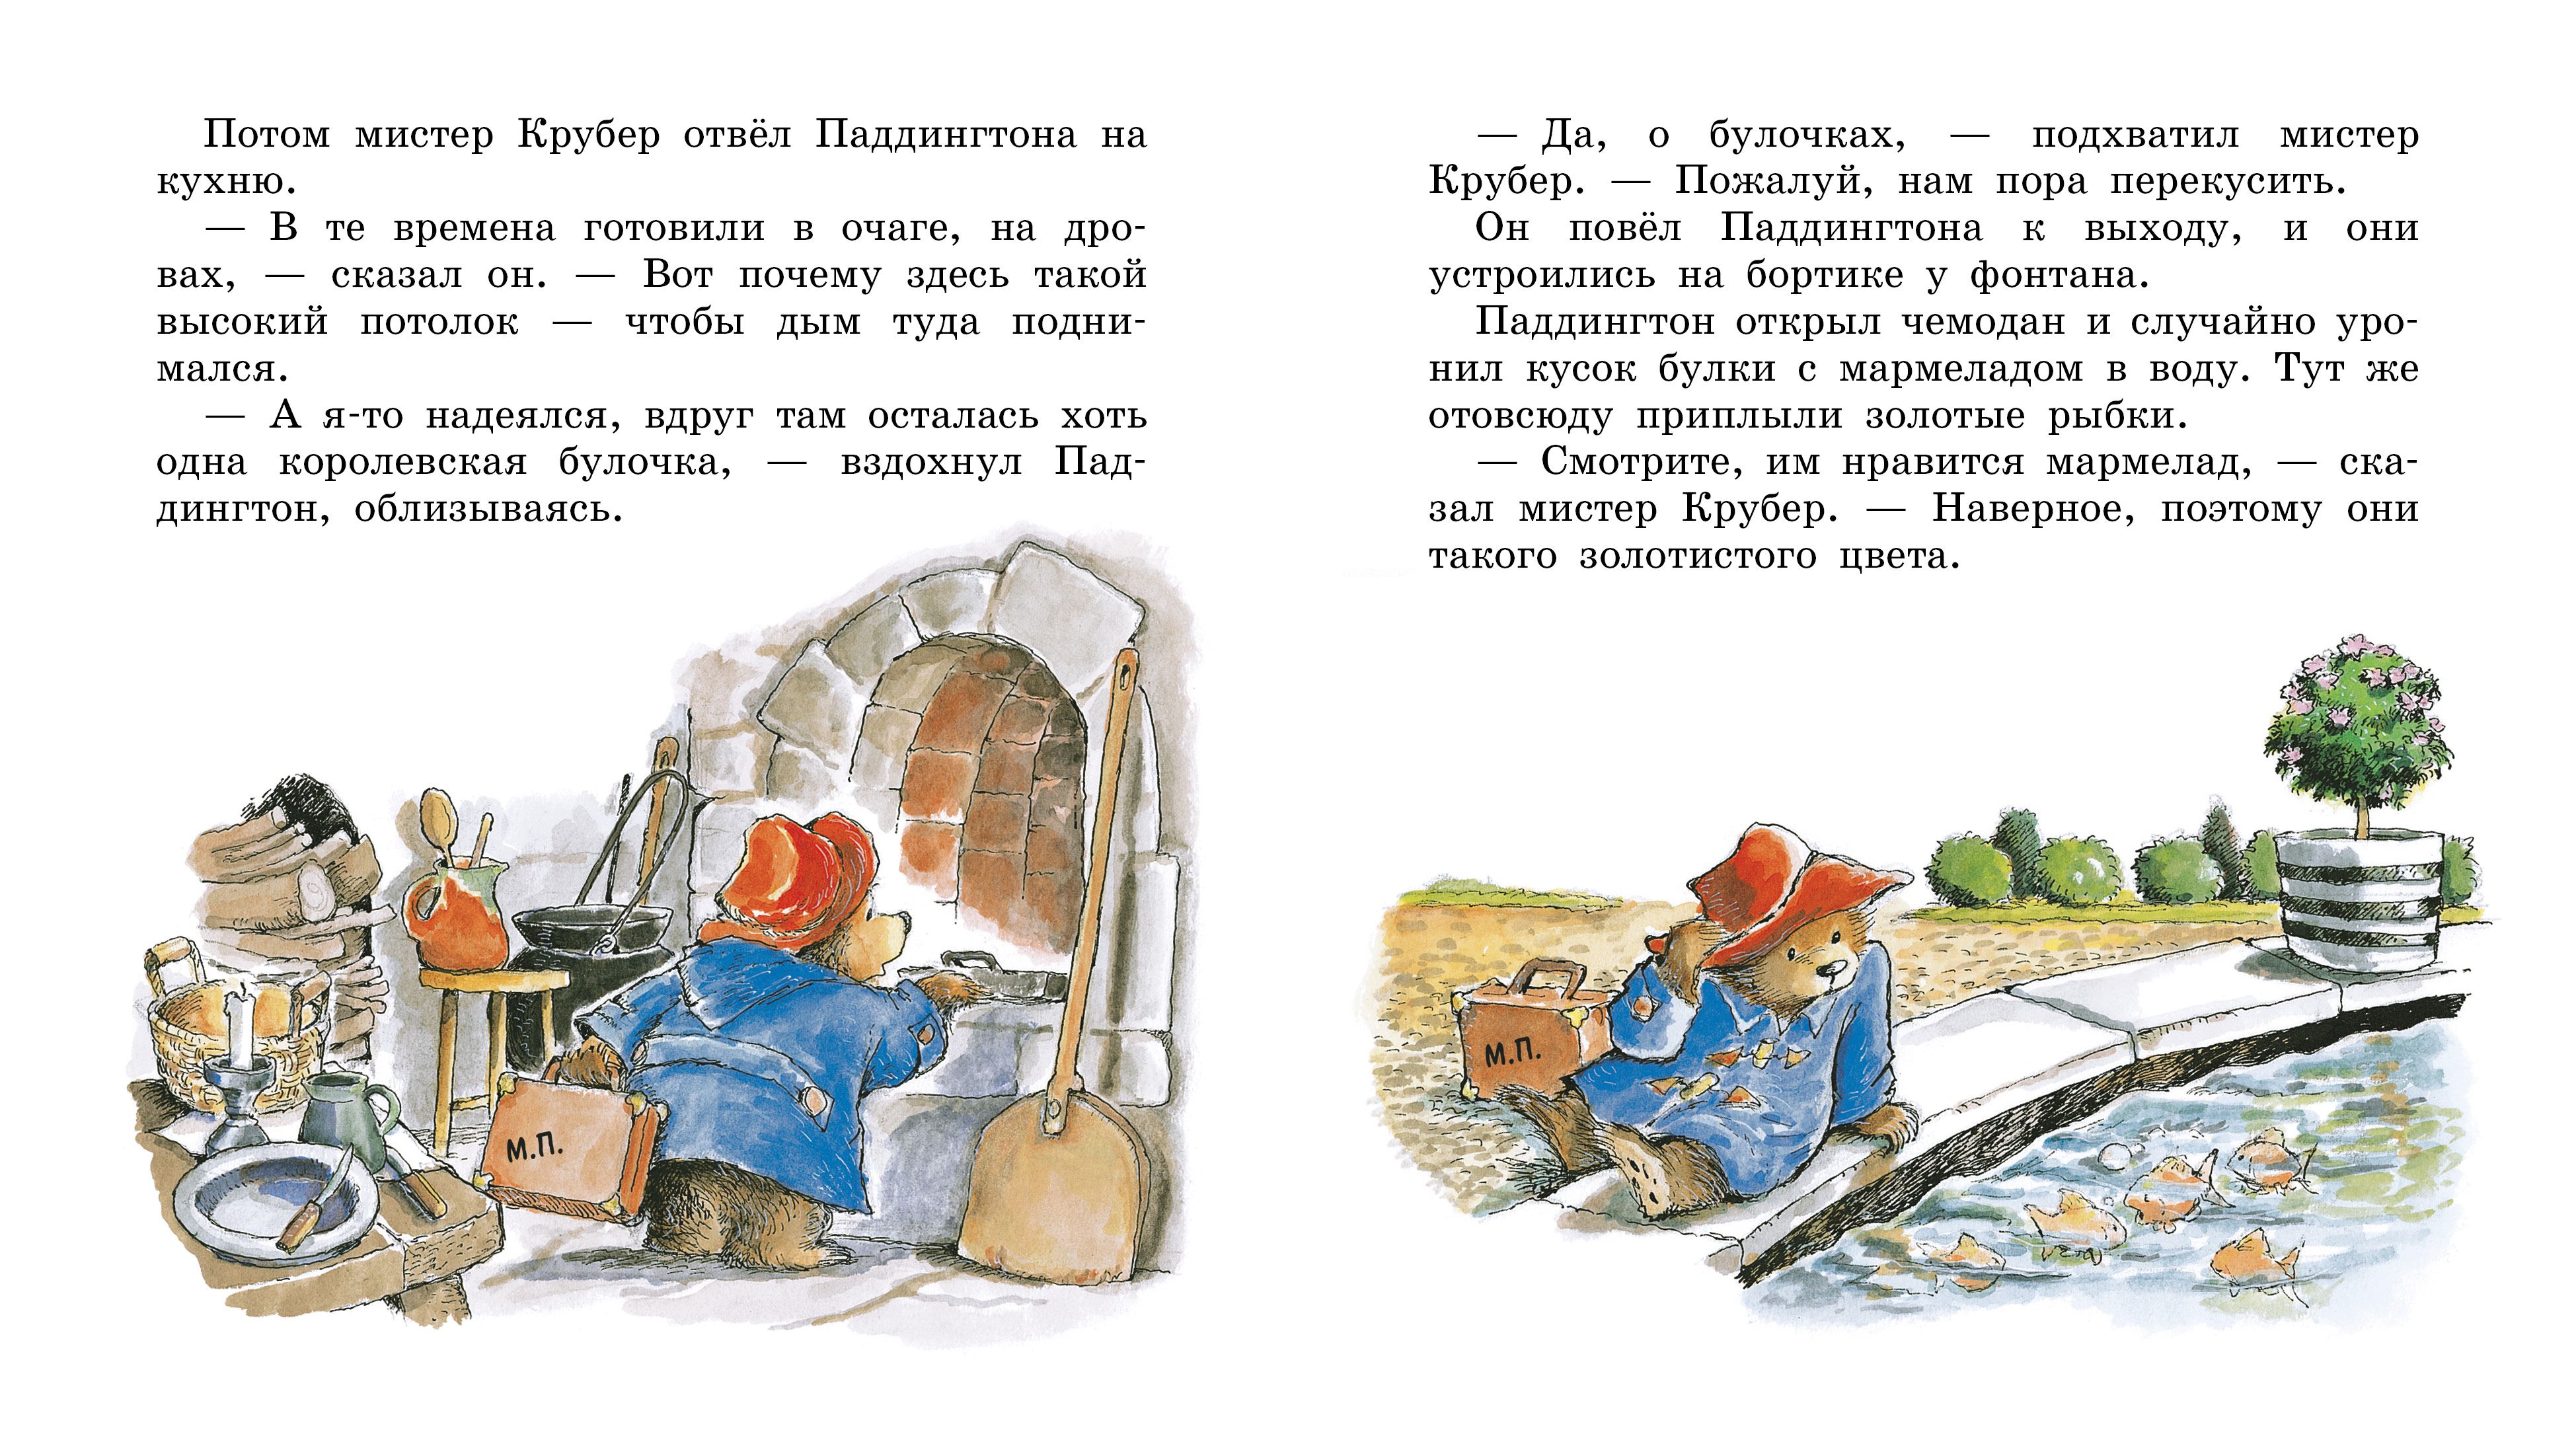 Потом мистер Крубер отвёл Паддингтона на
кухню.
— В те времена готовили в очаге, на дро-
вах, — сказал он. — Вот почему здесь такой
высокий потолок — чтобы дым туда подни-
мался.
— А я-то надеялся, вдруг там осталась хоть
одна королевская булочка, — вздохнул Пад-
дингтон, облизываясь.
М.П.
— Да, о булочках, — подхватил мистер
Крубер. — Пожалуй, нам пора перекусить.
Он повёл Паддингтона к выходу, и они
устроились на бортике у фонтана.
Паддингтон открыл чемодан и случайно уро-
нил кусок булки с мармеладом в воду. Тут же
отовсюду приплыли золотые рыбки.
— Смотрите, им нравится мармелад, — ска-
зал мистер Крубер. — Наверное, поэтому они
такого золотистого цвета.
М.П.